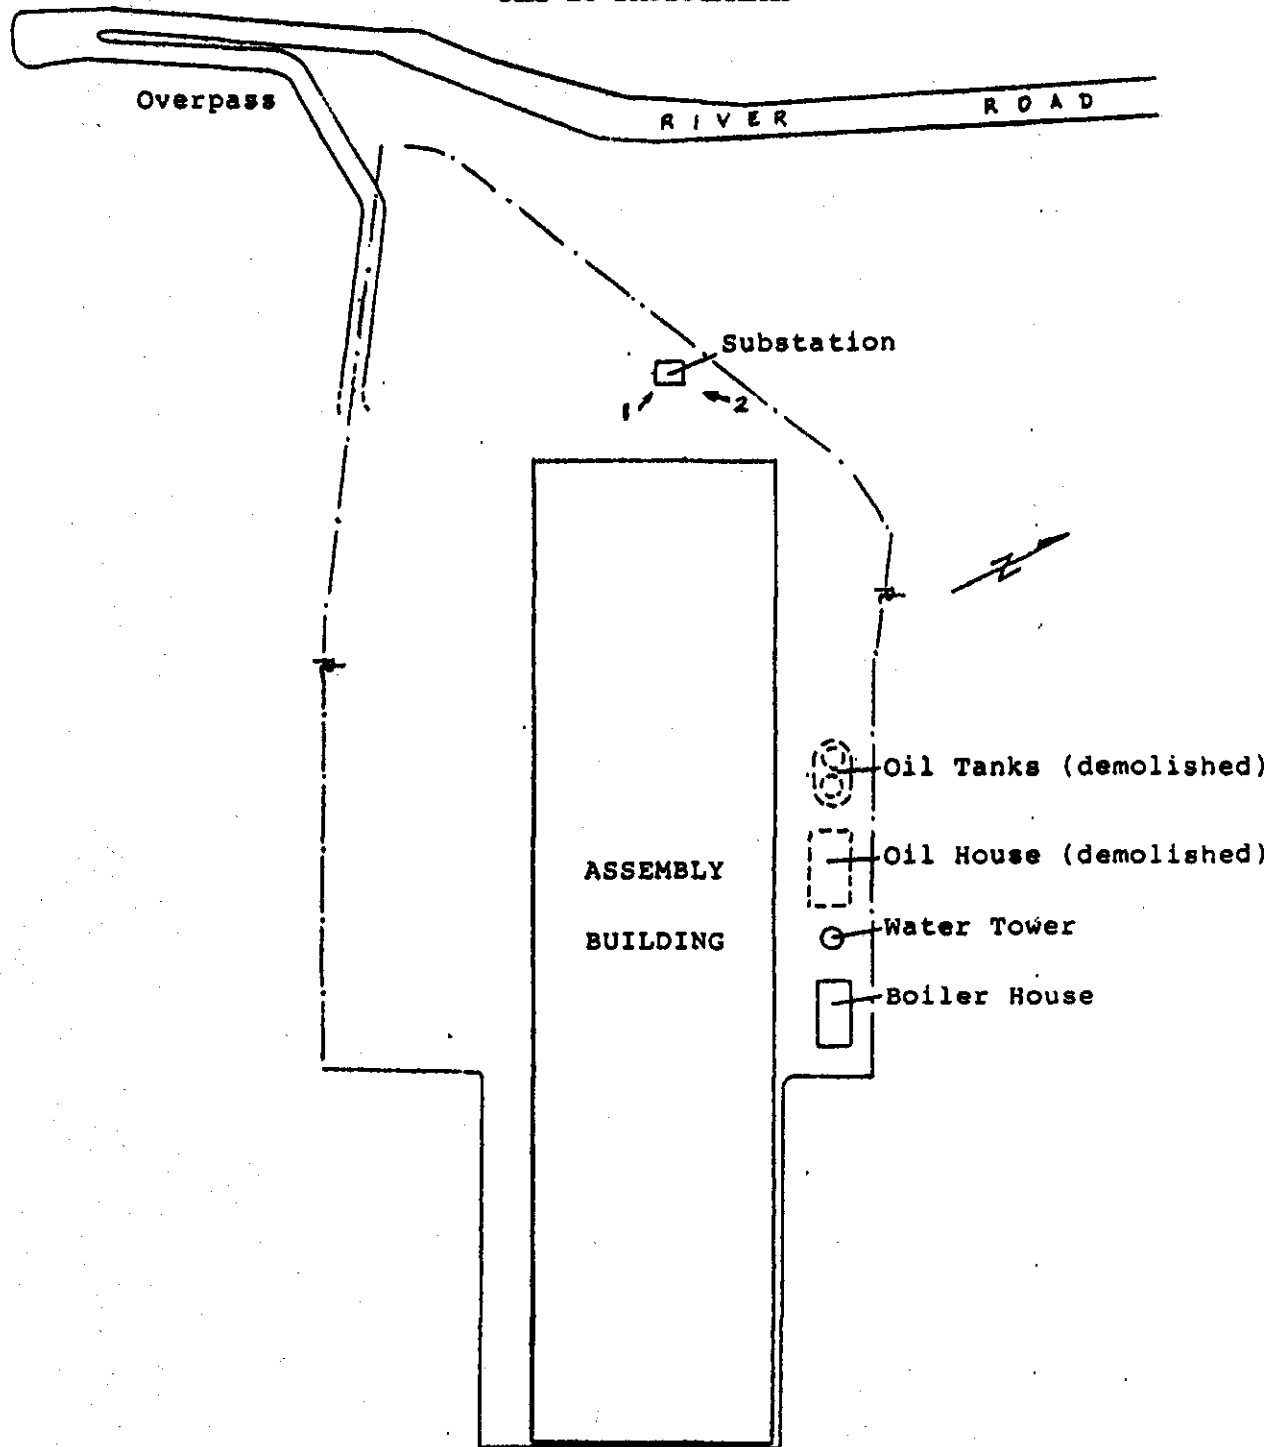 Overpass
RIVER ROAD
Substation
1
2
N
Oil Tanks (demolished)
ASSEMBLY
Oil House (demolished)
BUILDING
Water Tower
Boiler House